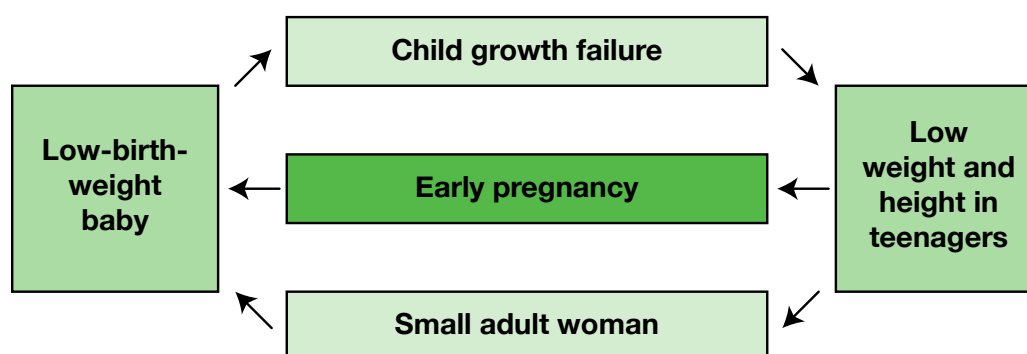 Child growth failure
Low-birth-
weight
baby
Early pregnancy
Low
weight and
height in
teenagers
Small adult woman